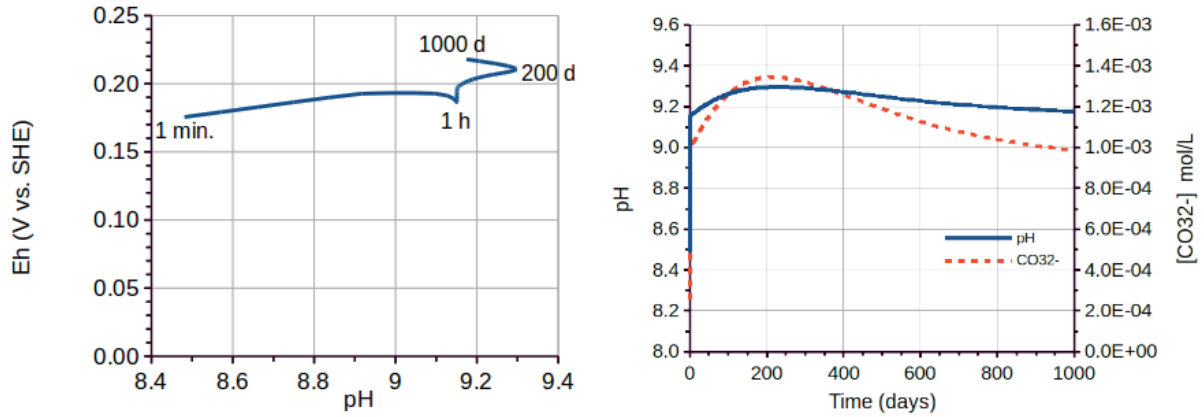 0.25
0.20
0.15
0.10
0.05
0.00
Eh (V vs. SHE)
1000 d
200 d
1 min.
1 h
8.4 8.6 8.8 9 9.2 9.4
pH
9.6
9.4
9.2
9.0
8.8
8.6
8.4
8.2
8.0
pH
1.6E-03
1.4E-03
1.2E-03
1.0E-03
8.0E-04
6.0E-04
4.0E-04
2.0E-04
0.0E+00
[CO32-] mol/L
pH
CO32-
0 200 400 600 800 1000
Time (days)